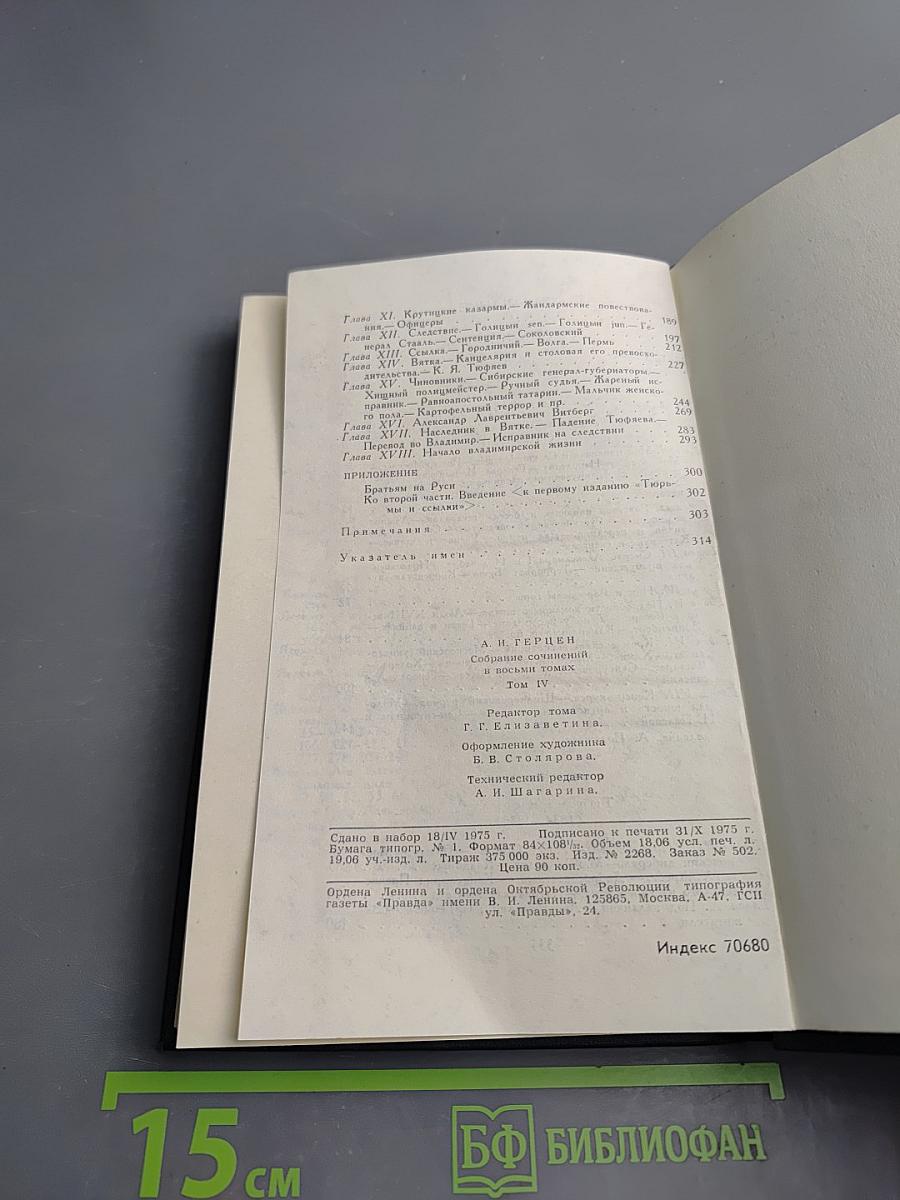 Глава XI. Крутицкие казармы.— Жандармские повествова-
ния.— Офицеры . . . . . . . . . . . . . 189
Глава XII. Следствие.— Голицын sen.— Голицын jun.— Ге-
нерал Стааль.— Сентенция.— Соколовский . . . . 197
Глава XIII. Ссылка.— Городничий.— Волга.— Пермь . . . 212
Глава XIV. Вятка.— Канцелярия и столовая его превосхо-
дительства.— К. Я. Тюфяев . . . . . . . . 227
Глава XV. Чиновники.— Сибирские генерал-губернаторы.—
Хищный полицмейстер.— Ручный судья.— Жареный ис-
правник.— Равноапостольный татарин.— Мальчик женско-
го пола.— Картофельный террор и пр. . . . . . 244
Глава XVI. Александр Лаврентьевич Витберг . . . . . 269
Глава XVII. Наследник в Вятке.— Падение Тюфяева.—
Перевод во Владимир.— Исправник на следствии . . . 283
Глава XVIII. Начало владимирской жизни . . . . . . 293
ПРИЛОЖЕНИЕ
Братьям на Руси . . . . . . . . . . . . . 300
Ко второй части. Введение <к первому изданию «Тюрь-
мы и ссылки»> . . . . . . . . . . . . . 302
Примечания . . . . . . . . . . . . . . . 303
Указатель имен . . . . . . . . . . . . . . 314
А. И. ГЕРЦЕН
Собрание сочинений
в восьми томах
Том IV
Редактор тома
Г. Г. Елизаветина.
Оформление художника
Б. В. Столярова.
Технический редактор
А. И. Шагарина.
Сдано в набор 18/IV 1975 г. Подписано к печати 31/X 1975 г.
Бумага типогр. № 1. Формат 84×108¹/₃₂. Объем 18,06 усл. печ. л.
19,06 уч.-изд. л. Тираж 375 000 экз. Изд. № 2268. Заказ № 502.
Цена 90 коп.
Ордена Ленина и ордена Октябрьской Революции типография
газеты «Правда» имени В. И. Ленина. 125865, Москва, А-47, ГСП
ул. «Правды», 24.
Индекс 70680
15 см
БФ БИБЛИОФАН